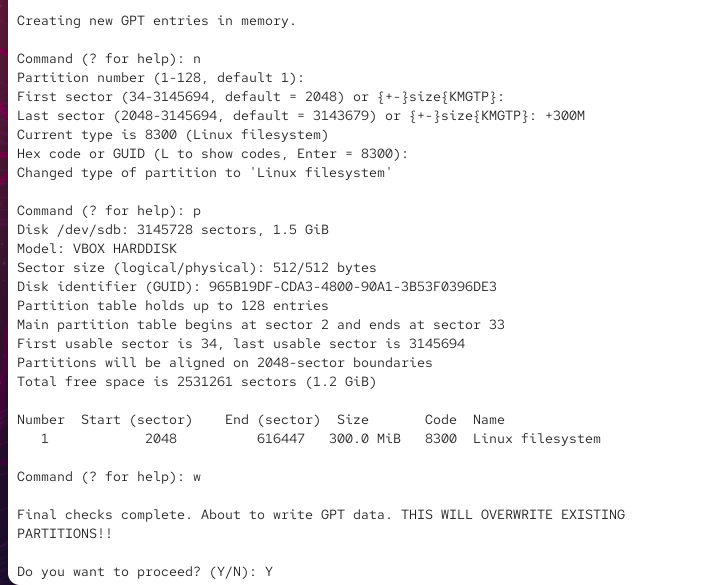 Creating new GPT entries in memory.
Command (? for help): n
Partition number (1-128, default 1):
First sector (34-3145694, default = 2048) or {+-}size{KMGTP}:
Last sector (2048-3145694, default = 3143679) or {+-}size{KMGTP}: +300M
Current type is 8300 (Linux filesystem)
Hex code or GUID (L to show codes, Enter = 8300):
Changed type of partition to 'Linux filesystem'
Command (? for help): p
Disk /dev/sdb: 3145728 sectors, 1.5 GiB
Model: VBOX HARDDISK
Sector size (logical/physical): 512/512 bytes
Disk identifier (GUID): 965B19DF-CDA3-4800-90A1-3B53F0396DE3
Partition table holds up to 128 entries
Main partition table begins at sector 2 and ends at sector 33
First usable sector is 34, last usable sector is 3145694
Partitions will be aligned on 2048-sector boundaries
Total free space is 2531261 sectors (1.2 GiB)
Number  Start (sector)    End (sector)  Size       Code  Name
   1            2048          616447   300.0 MiB   8300  Linux filesystem
Command (? for help): w
Final checks complete. About to write GPT data. THIS WILL OVERWRITE EXISTING
PARTITIONS!!
Do you want to proceed? (Y/N): Y